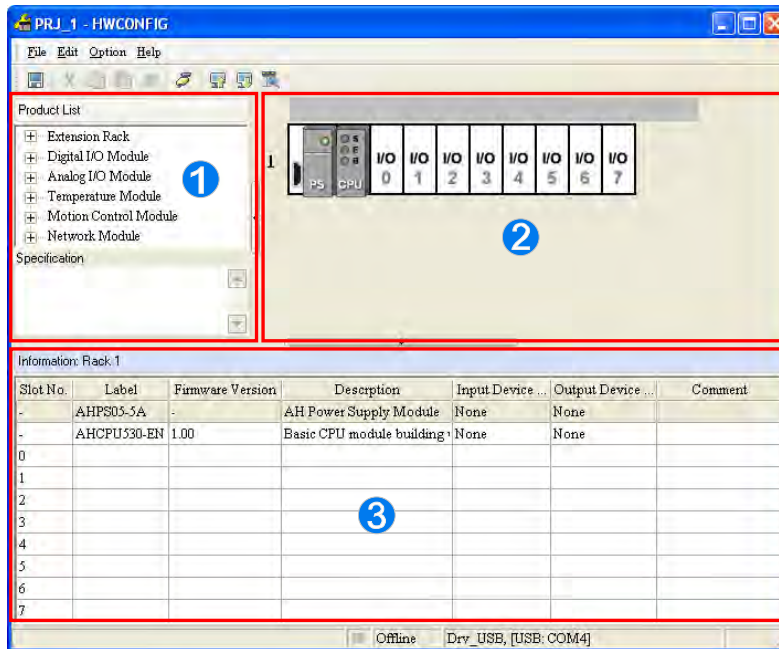 PRJ_1 - HWCONFIG
File Edit Option Help
Product List
Extension Rack
Digital I/O Module
Analog I/O Module
Temperature Module
Motion Control Module
Network Module
Specification
1
1
PS CPU
S
E
B
I/O I/O I/O I/O I/O I/O I/O I/O
0 1 2 3 4 5 6 7
2
Information: Rack 1
Slot No. Label Firmware Version Descrption Input Device ... Output Device ... Comment
- AHPS05-5A - AH Power Supply Module None None
- AHCPU530-EN 1.00 Basic CPU module building None None
0
1
2
3
3
4
5
6
7
Offline Drv_USB, [USB: COM4]